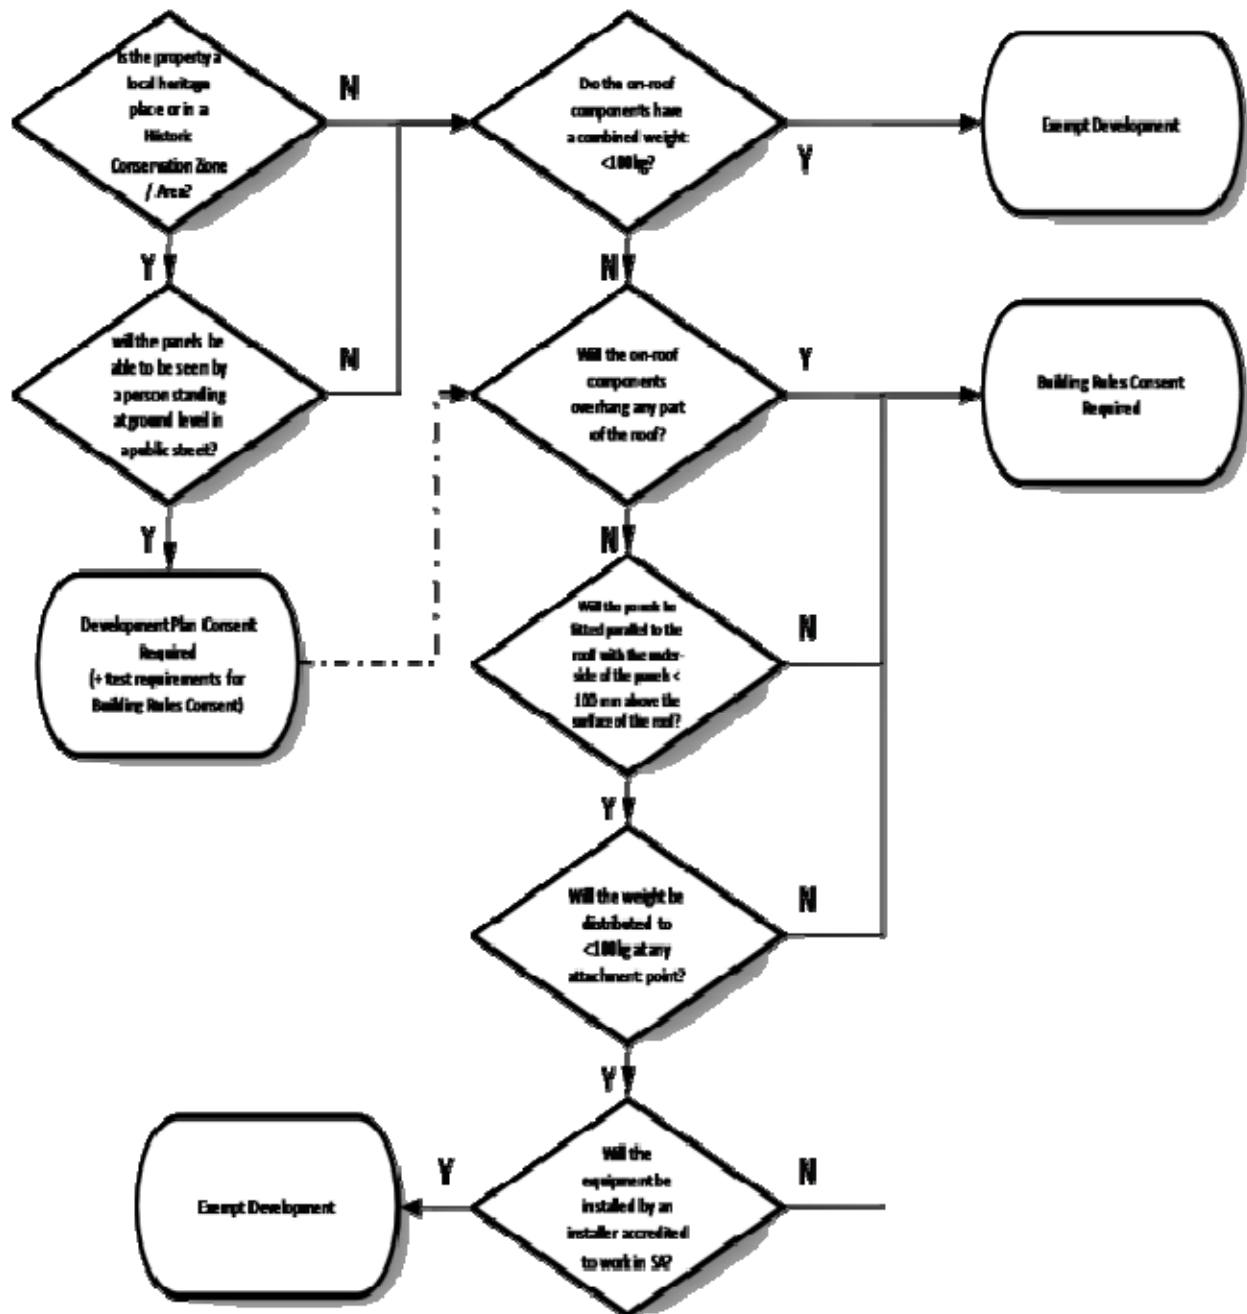 Is the property a
local heritage
place or in a
Historic
Conservation Zone
/ Area?
N
Y
Do the on-roof
components have
a combined weight
<100kg?
Y
N
Exempt Development
will the panels be
able to be seen by
a person standing
at ground level in
a public street?
N
Y
Will the on-roof
components
overhang any part
of the roof?
Y
N
Building Rules Consent
Required
Development Plan Consent
Required
(+ test requirements for
Building Rules Consent)
Will the panels be
fitted parallel to the
roof with the under-
side of the panels <
100 mm above the
surface of the roof?
N
Y
Will the weight be
distributed to
<100kg at any
attachment point?
N
Y
Will the
equipment be
installed by an
installer accredited
to work in SA?
Y
N
Exempt Development